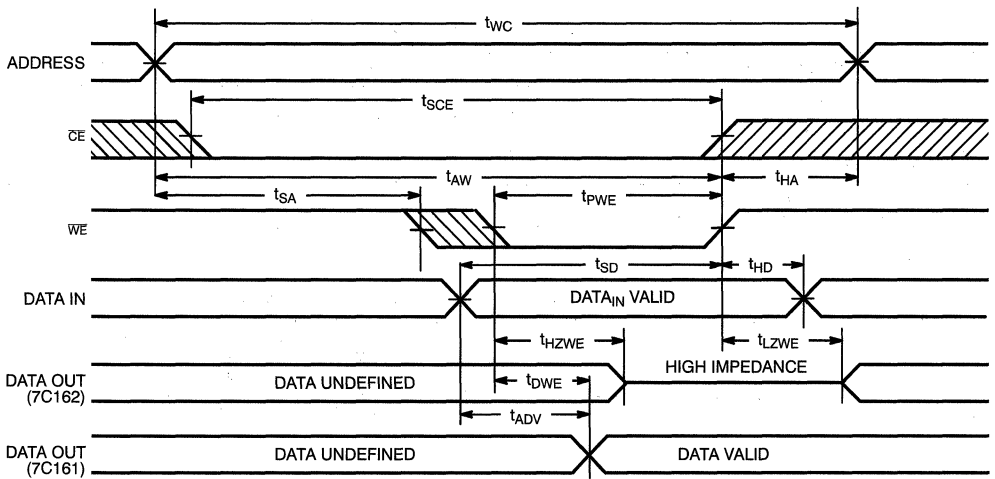 tWC
ADDRESS
tSCE
CE
tAW
tHA
tSA
tPWE
WE
tSD
tHD
DATA IN
DATAIN VALID
tHZWE
tLZWE
HIGH IMPEDANCE
DATA OUT
(7C162)
DATA UNDEFINED
tDWE
tADV
DATA OUT
(7C161)
DATA UNDEFINED
DATA VALID